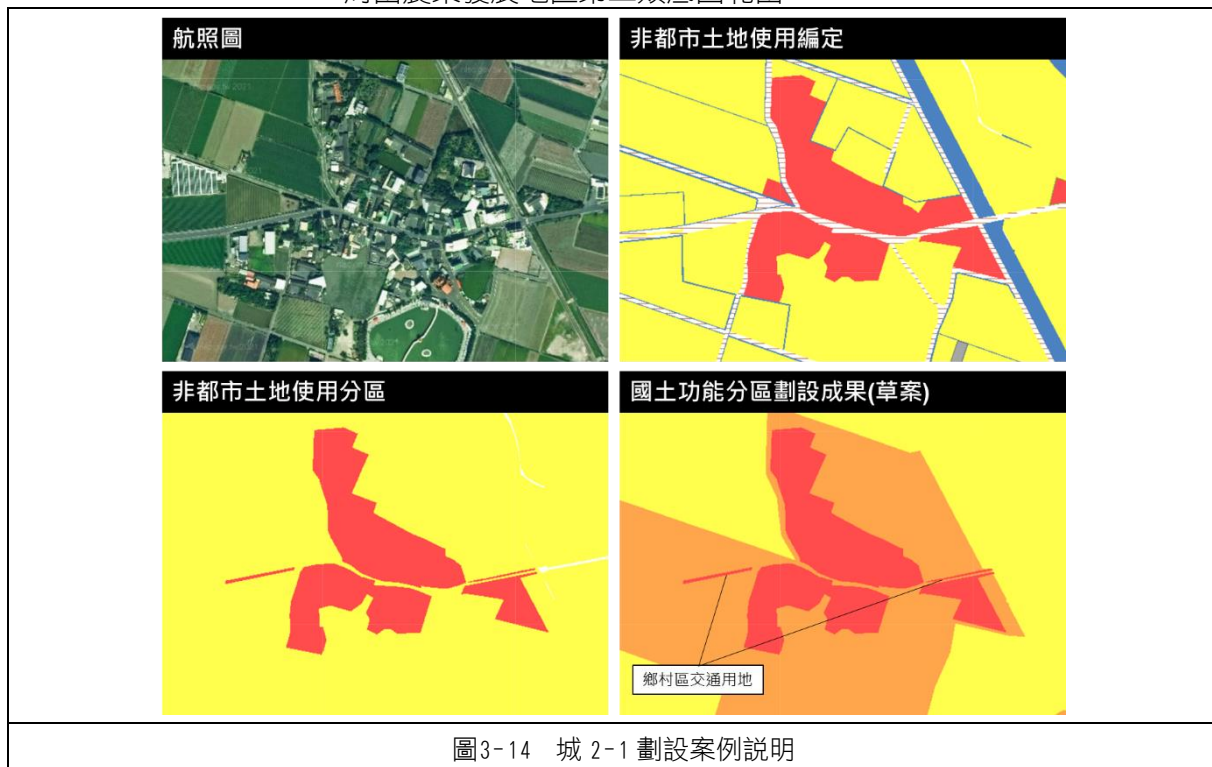 航照圖
非都市土地使用編定
非都市土地使用分區
國土功能分區劃設成果(草案)
鄉村區交通用地
圖3-14 城 2-1 劃設案例說明